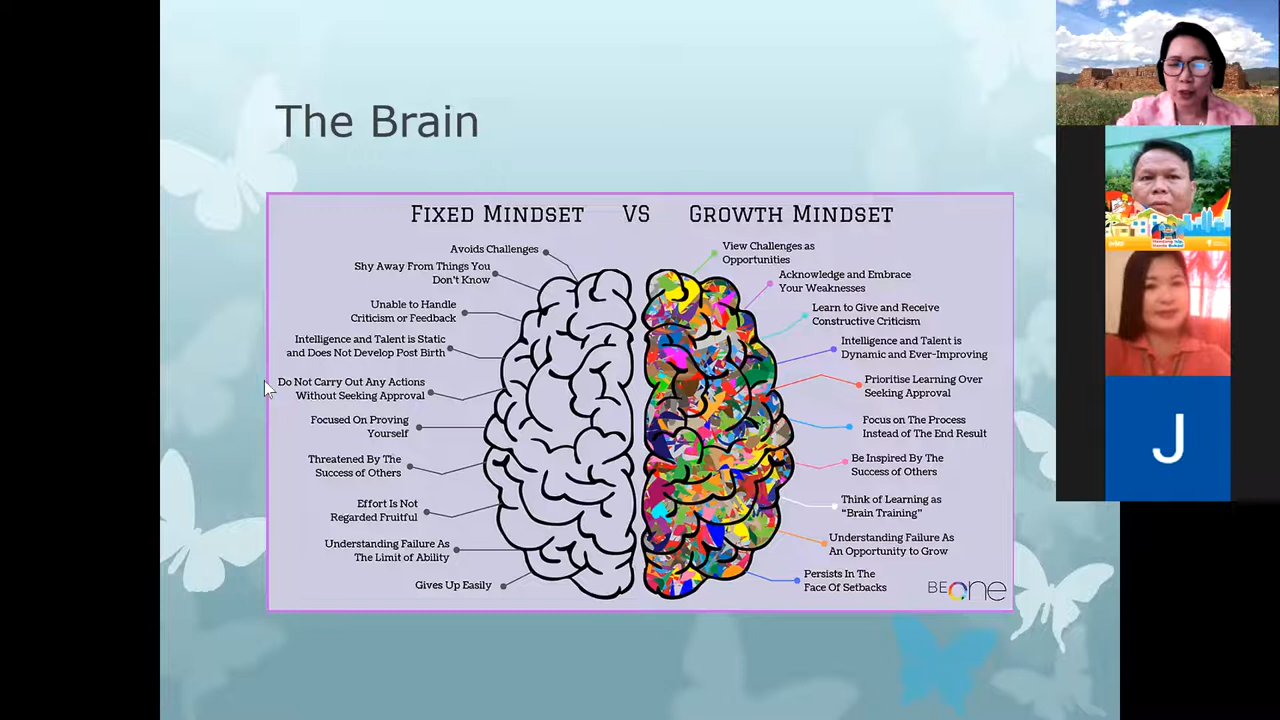 The Brain
FIXED MINDSET VS GROWTH MINDSET
Avoids Challenges
Shy Away From Things You
Don't Know
Unable to Handle
Criticism or Feedback
Intelligence and Talent is Static
and Does Not Develop Post Birth
Do Not Carry Out Any Actions
Without Seeking Approval
Focused On Proving
Yourself
Threatened By The
Success of Others
Effort Is Not
Regarded Fruitful
Understanding Failure As
The Limit of Ability
Gives Up Easily
View Challenges as
Opportunities
Acknowledge and Embrace
Your Weaknesses
Learn to Give and Receive
Constructive Criticism
Intelligence and Talent is
Dynamic and Ever-Improving
Prioritise Learning Over
Seeking Approval
Focus on The Process
Instead of The End Result
Be Inspired By The
Success of Others
Think of Learning as
“Brain Training”
Understanding Failure As
An Opportunity to Grow
Persists In The
Face Of Setbacks
BEOne
J